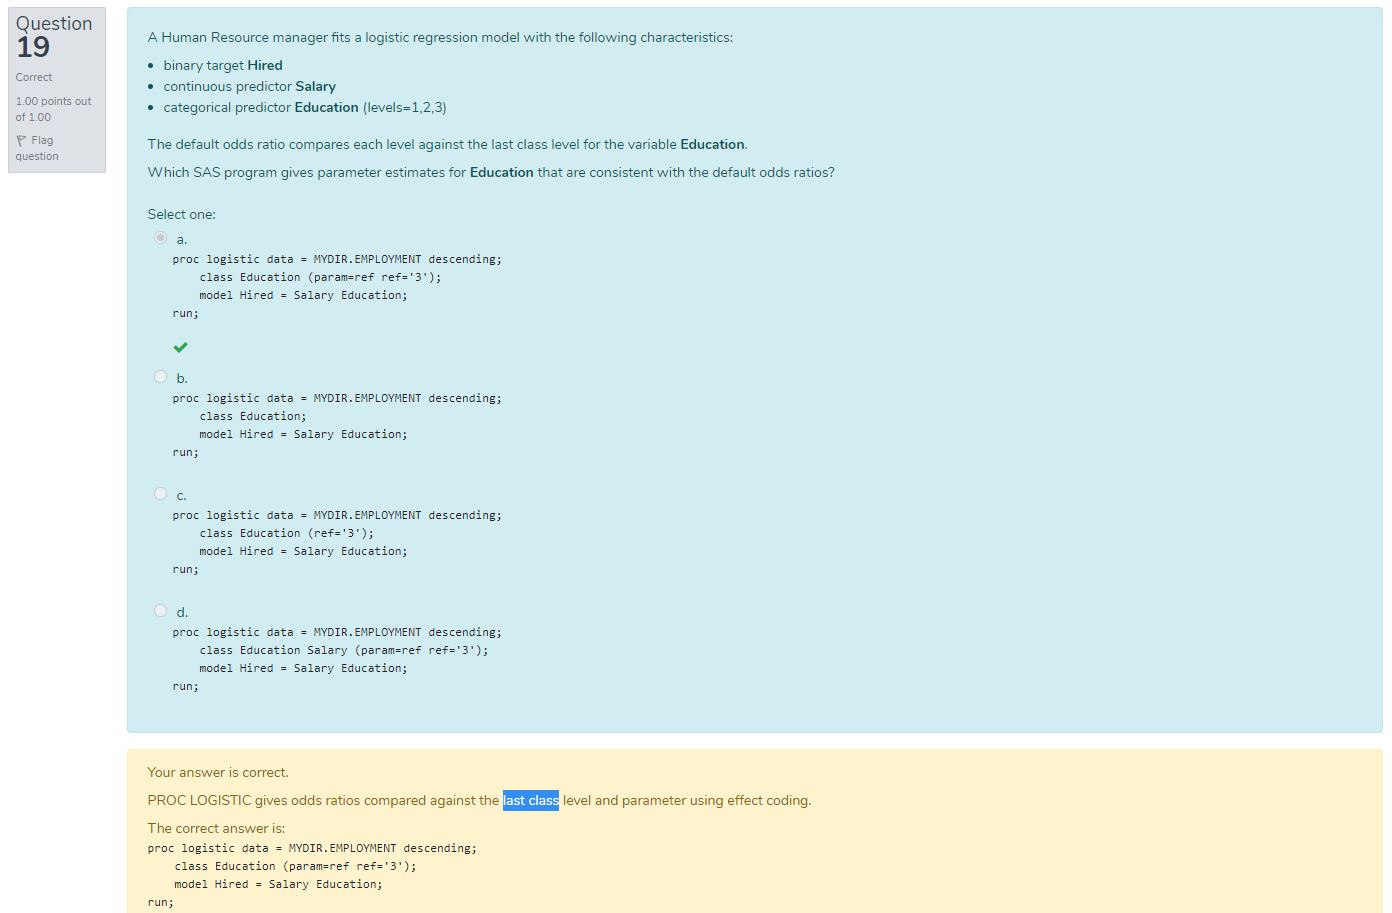 Question
19
Correct
1.00 points out
of 1.00
Flag
question
A Human Resource manager fits a logistic regression model with the following characteristics:
• binary target Hired
• continuous predictor Salary
• categorical predictor Education (levels=1,2,3)
The default odds ratio compares each level against the last class level for the variable Education.
Which SAS program gives parameter estimates for Education that are consistent with the default odds ratios?
Select one:
a.
proc logistic data = MYDIR.EMPLOYMENT descending;
    class Education (param=ref ref='3');
    model Hired = Salary Education;
run;
b.
proc logistic data = MYDIR.EMPLOYMENT descending;
    class Education;
    model Hired = Salary Education;
run;
c.
proc logistic data = MYDIR.EMPLOYMENT descending;
    class Education (ref='3');
    model Hired = Salary Education;
run;
d.
proc logistic data = MYDIR.EMPLOYMENT descending;
    class Education Salary (param=ref ref='3');
    model Hired = Salary Education;
run;
Your answer is correct.
PROC LOGISTIC gives odds ratios compared against the last class level and parameter using effect coding.
The correct answer is:
proc logistic data = MYDIR.EMPLOYMENT descending;
    class Education (param=ref ref='3');
    model Hired = Salary Education;
run;